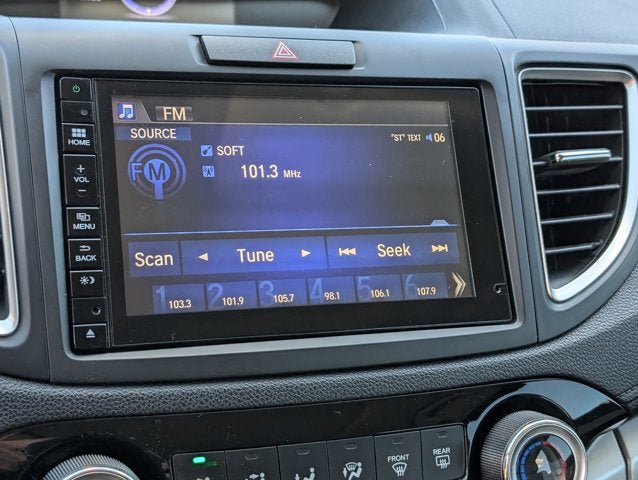 FM
SOURCE
"ST" TEXT 06
SOFT
FM
101.3 MHz
HOME
+
VOL
-
MENU
BACK
Scan Tune Seek
1 103.3 2 101.9 3 105.7 4 98.1 5 106.1 6 107.9
FRONT
REAR